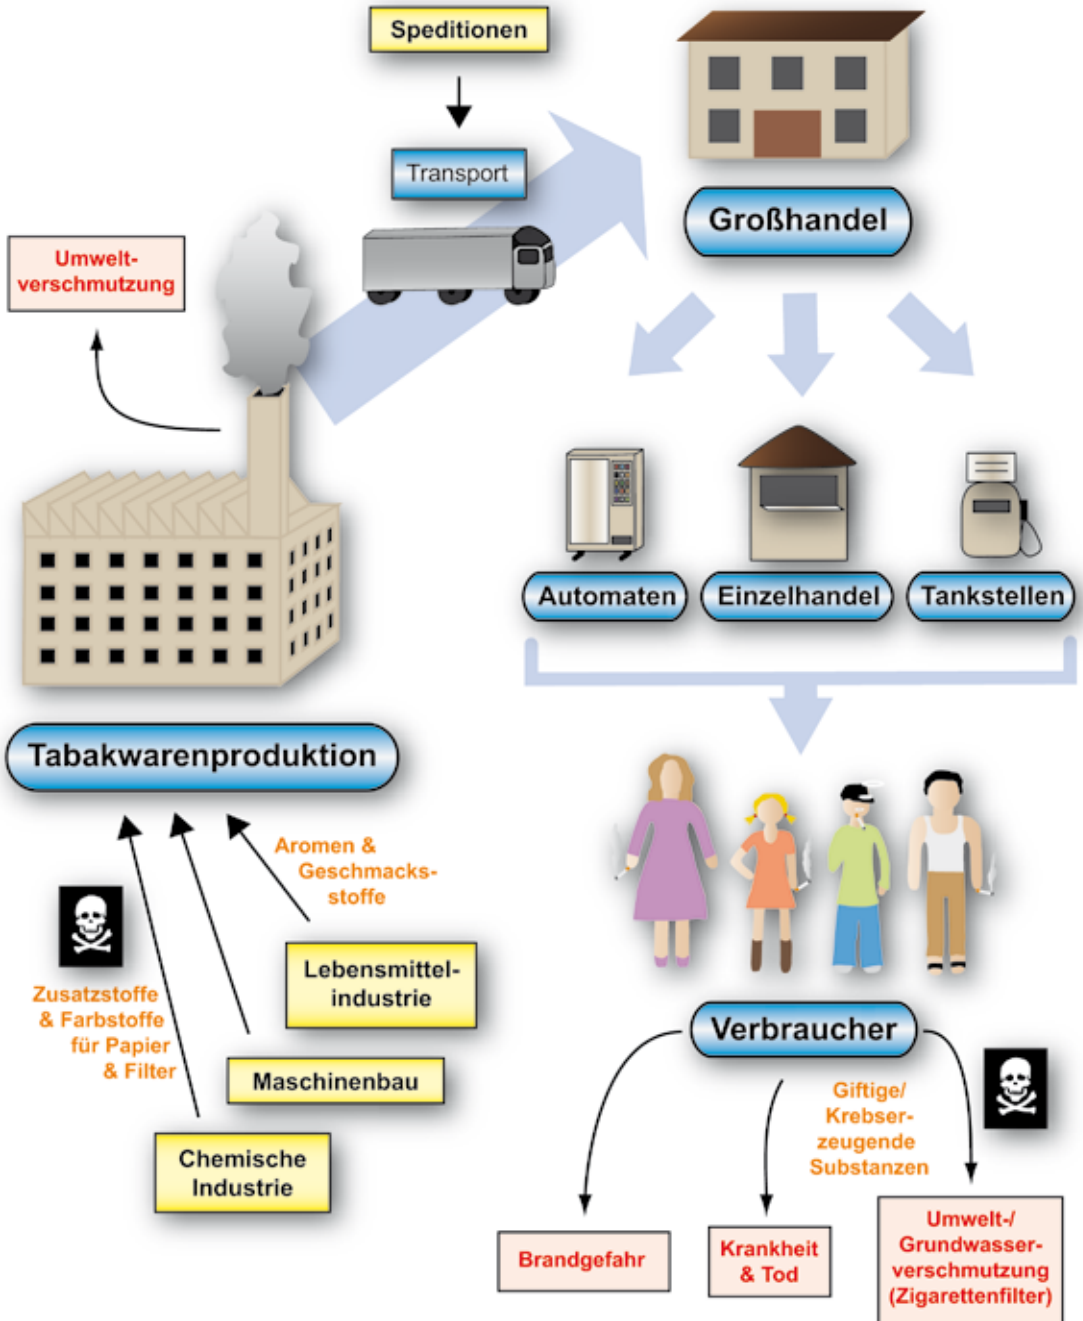 Speditionen
Transport
Großhandel
Umwelt-
verschmutzung
Automaten
Einzelhandel
Tankstellen
Tabakwarenproduktion
Aromen &
Geschmacks-
stoffe
Lebensmittel-
industrie
Zusatzstoffe
& Farbstoffe
für Papier
& Filter
Maschinenbau
Chemische
Industrie
Verbraucher
Giftige/
Krebser-
zeugende
Substanzen
Brandgefahr
Krankheit
& Tod
Umwelt-/
Grundwasser-
verschmutzung
(Zigarettenfilter)